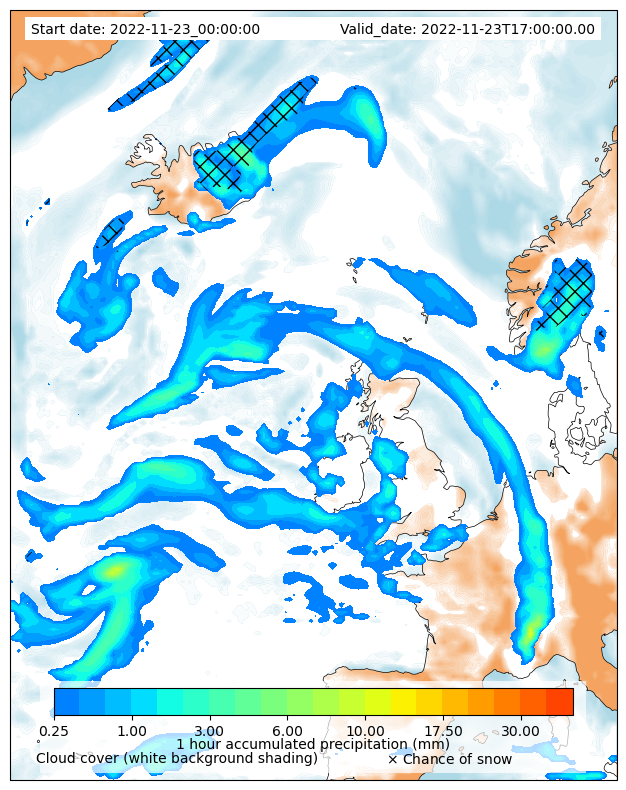 Start date: 2022-11-23_00:00:00 Valid_date: 2022-11-23T17:00:00.00
0.25 1.00 3.00 6.00 10.00 17.50 30.00
1 hour accumulated precipitation (mm)
Cloud cover (white background shading) × Chance of snow